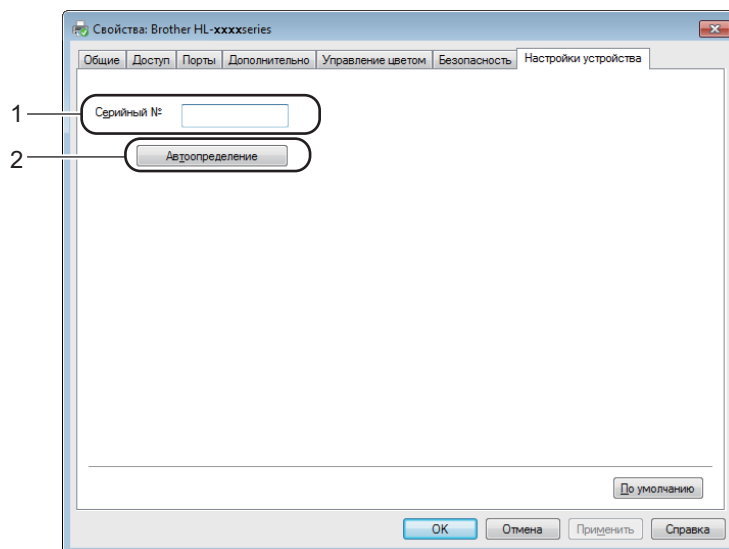 Свойства: Brother HL-xxxxseries
Общие Доступ Порты Дополнительно Управление цветом Безопасность Настройки устройства
1 Серийный №
2 Автоопределение
По умолчанию
OK Отмена Применить Справка